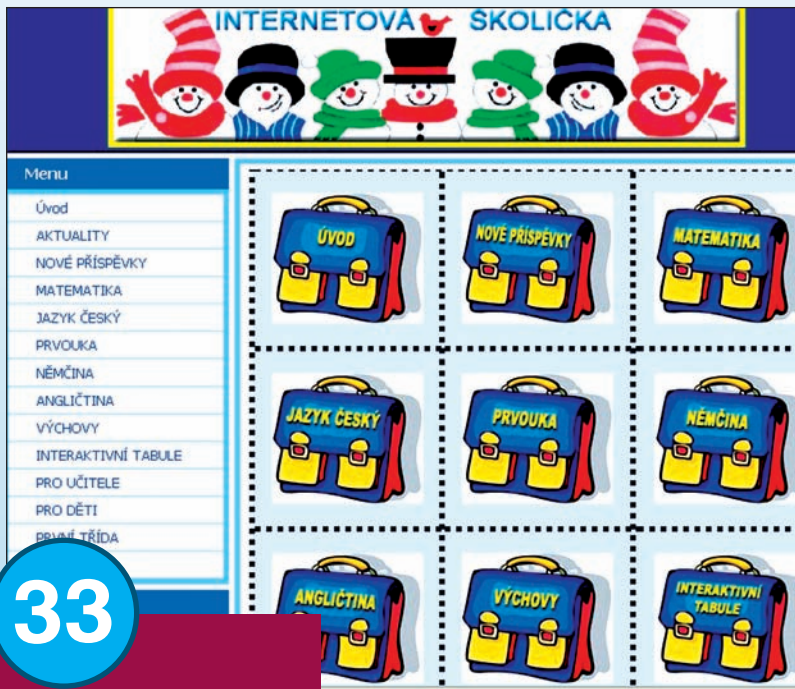 INTERNETOVÁ ŠKOLIČKA
Menu
Úvod
AKTUALITY
NOVÉ PŘÍSPĚVKY
MATEMATIKA
JAZYK ČESKÝ
PRVOUKA
NĚMČINA
ANGLIČTINA
VÝCHOVY
INTERAKTIVNÍ TABULE
PRO UČITELE
PRO DĚTI
PRVNÍ TŘÍDA
ÚVOD
NOVÉ PŘÍSPĚVKY
MATEMATIKA
JAZYK ČESKÝ
PRVOUKA
NĚMČINA
ANGLIČTINA
VÝCHOVY
INTERAKTIVNÍ
TABULE
33